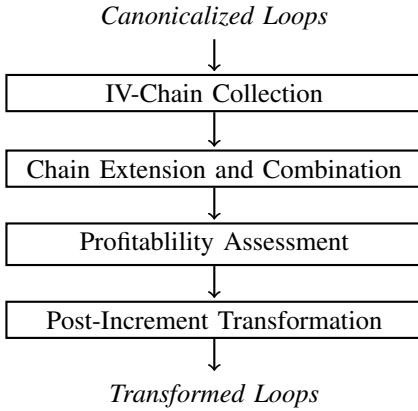 Canonicalized Loops
IV-Chain Collection
Chain Extension and Combination
Profitablility Assessment
Post-Increment Transformation
Transformed Loops